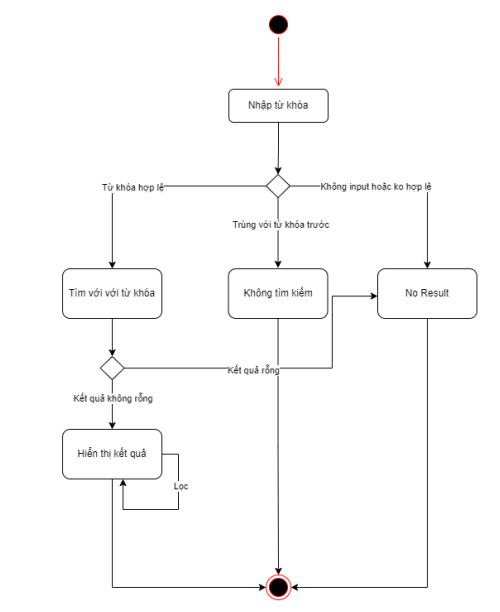 Nhập từ khóa
Từ khóa hợp lệ
Không input hoặc ko hợp lệ
Trùng với từ khóa trước
Tìm với với từ khóa
Không tìm kiếm
No Result
Kết quả rỗng
Kết quả không rỗng
Hiển thị kết quả
Lọc